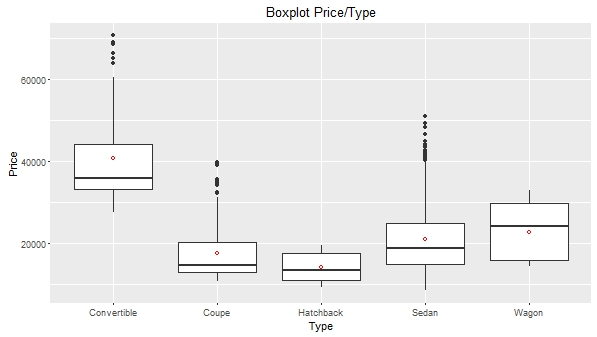 Boxplot Price/Type
Price
60000
40000
20000
Convertible Coupe Hatchback Sedan Wagon
Type